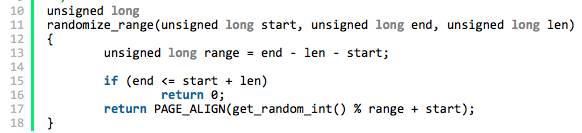 10 unsigned long
11 randomize_range(unsigned long start, unsigned long end, unsigned long len)
12 {
13         unsigned long range = end - len - start;
14
15         if (end <= start + len)
16                 return 0;
17         return PAGE_ALIGN(get_random_int() % range + start);
18 }